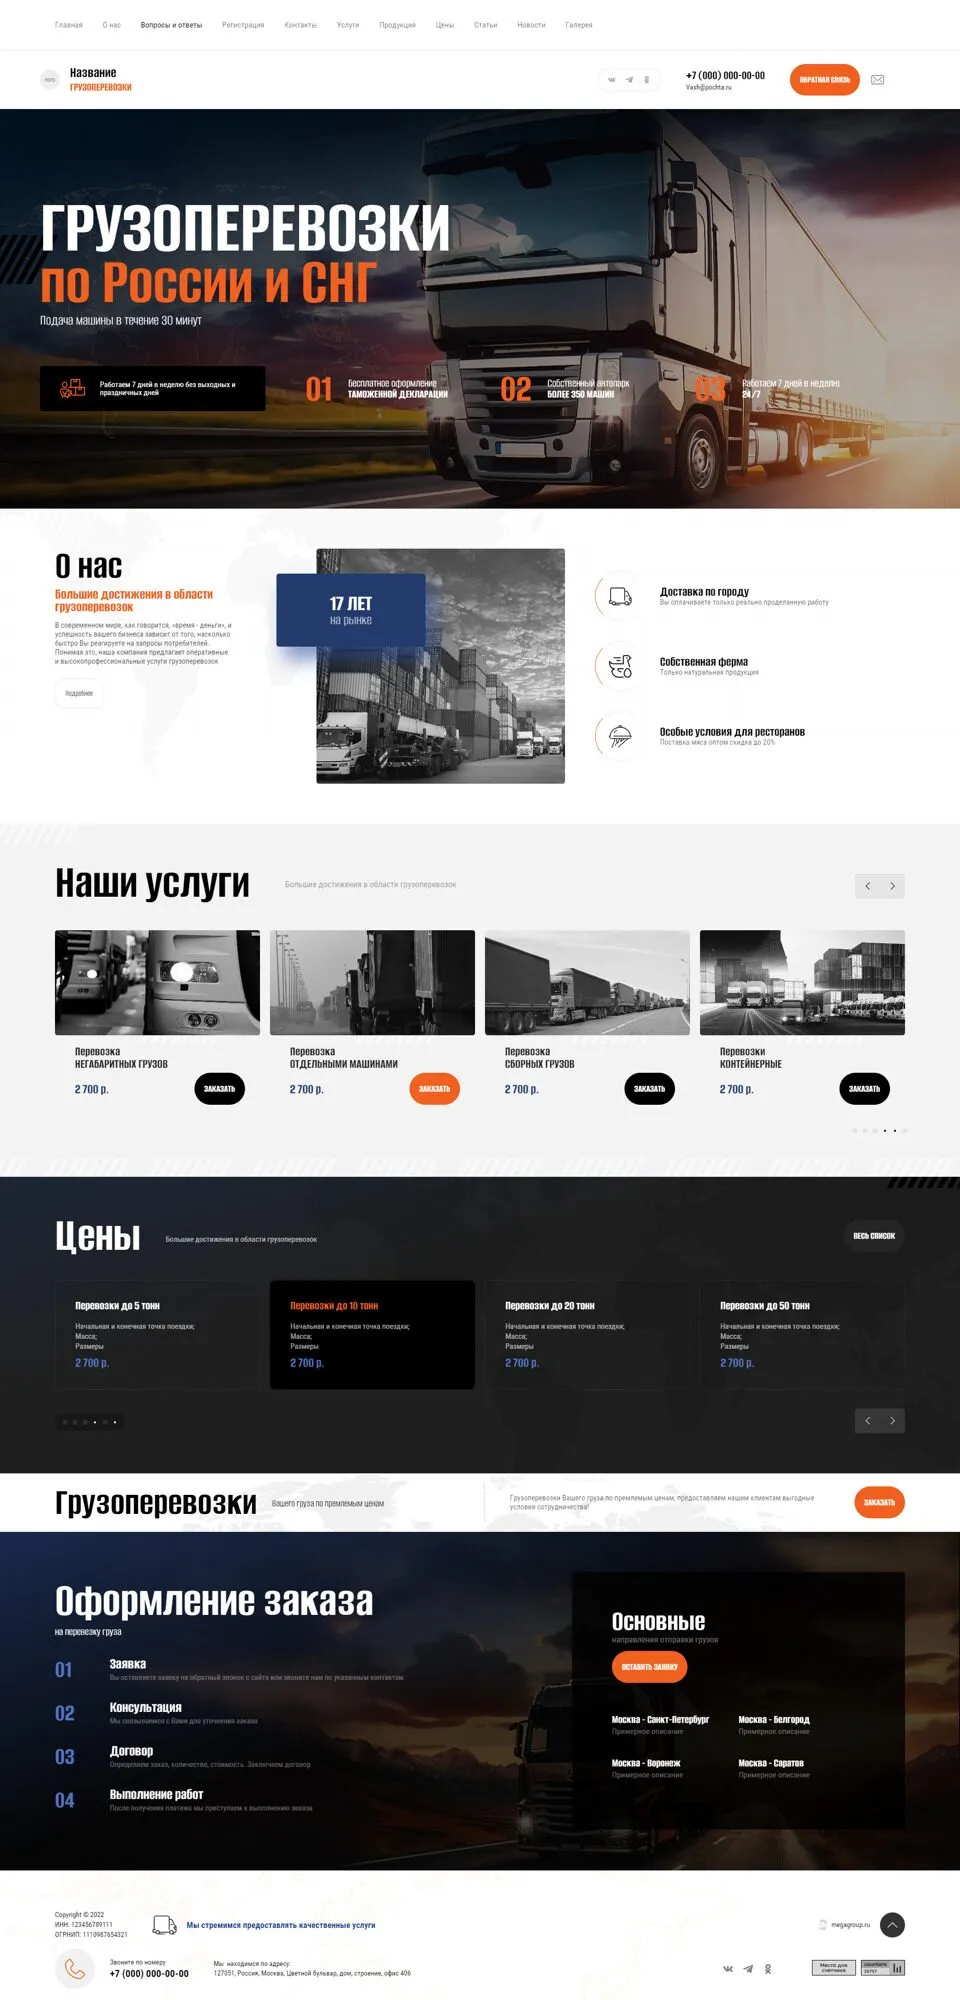 Главная О нас Вопросы и ответы Регистрация Контакты Услуги Продукция Цены Статьи Новости Галерея
Название
ГРУЗОПЕРЕВОЗКИ
+7 (000) 000-00-00
Vash@pochta.ru
ОБРАТНАЯ СВЯЗЬ
ГРУЗОПЕРЕВОЗКИ
по России и СНГ
Подача машины в течение 30 минут
Работаем 7 дней в неделю без выходных и
праздничных дней
01 Бесплатное оформление
ТАМОЖЕННОЙ ДЕКЛАРАЦИИ
02 Собственный автопарк
БОЛЕЕ 350 МАШИН
03 Работаем 7 дней в неделю
24/7
О нас
Большие достижения в области
грузоперевозок
В современном мире, как говорится, «время - деньги», и
успешность вашего бизнеса зависит от того, насколько
быстро Вы реагируете на запросы потребителей.
Понимая это, наша компания предлагает оперативные
и высокопрофессиональные услуги грузоперевозок
Подробнее
17 ЛЕТ
на рынке
Доставка по городу
Вы оплачиваете только реально проделанную работу
Собственная ферма
Только натуральная продукция
Особые условия для ресторанов
Поставка мяса оптом скидка до 20%
Наши услуги
Большие достижения в области грузоперевозок
Перевозка
НЕГАБАРИТНЫХ ГРУЗОВ
2 700 р.
ЗАКАЗАТЬ
Перевозка
ОТДЕЛЬНЫМИ МАШИНАМИ
2 700 р.
ЗАКАЗАТЬ
Перевозка
СБОРНЫХ ГРУЗОВ
2 700 р.
ЗАКАЗАТЬ
Перевозки
КОНТЕЙНЕРНЫЕ
2 700 р.
ЗАКАЗАТЬ
Цены
Большие достижения в области грузоперевозок
ВЕСЬ СПИСОК
Перевозки до 5 тонн
Начальная и конечная точка поездки;
Масса;
Размеры
2 700 р.
Перевозки до 10 тонн
Начальная и конечная точка поездки;
Масса;
Размеры
2 700 р.
Перевозки до 20 тонн
Начальная и конечная точка поездки;
Масса;
Размеры
2 700 р.
Перевозки до 50 тонн
Начальная и конечная точка поездки;
Масса;
Размеры
2 700 р.
Грузоперевозки
Вашего груза по премлемым ценам
Грузоперевозки Вашего груза по премлемым ценам, предоставляем нашим клиентам выгодные
условия сотрудничества!
ЗАКАЗАТЬ
Оформление заказа
на перевезку груза
01 Заявка
Вы оставляете заявку на обратный звонок с сайта или звоните нам по указанным контактам
02 Консультация
Мы связываемся с Вами для уточнения заказа
03 Договор
Определяем заказ, количество, стоимость. Заключаем договор
04 Выполнение работ
После получения платежа мы приступаем к выполнению заказа
Основные
направления отправки грузов
ОСТАВИТЬ ЗАЯВКУ
Москва - Санкт-Петербург
Примерное описание
Москва - Белгород
Примерное описание
Москва - Воронеж
Примерное описание
Москва - Саратов
Примерное описание
Copyright © 2022
ИНН: 123456789111
ОГРНИП: 1110987654321
Мы стремимся предоставлять качественные услуги
megagroup.ru
Звоните по номеру
+7 (000) 000-00-00
Мы находимся по адресу:
127051, Россия, Москва, Цветной бульвар, дом, строение, офис 406
Место для
счетчика